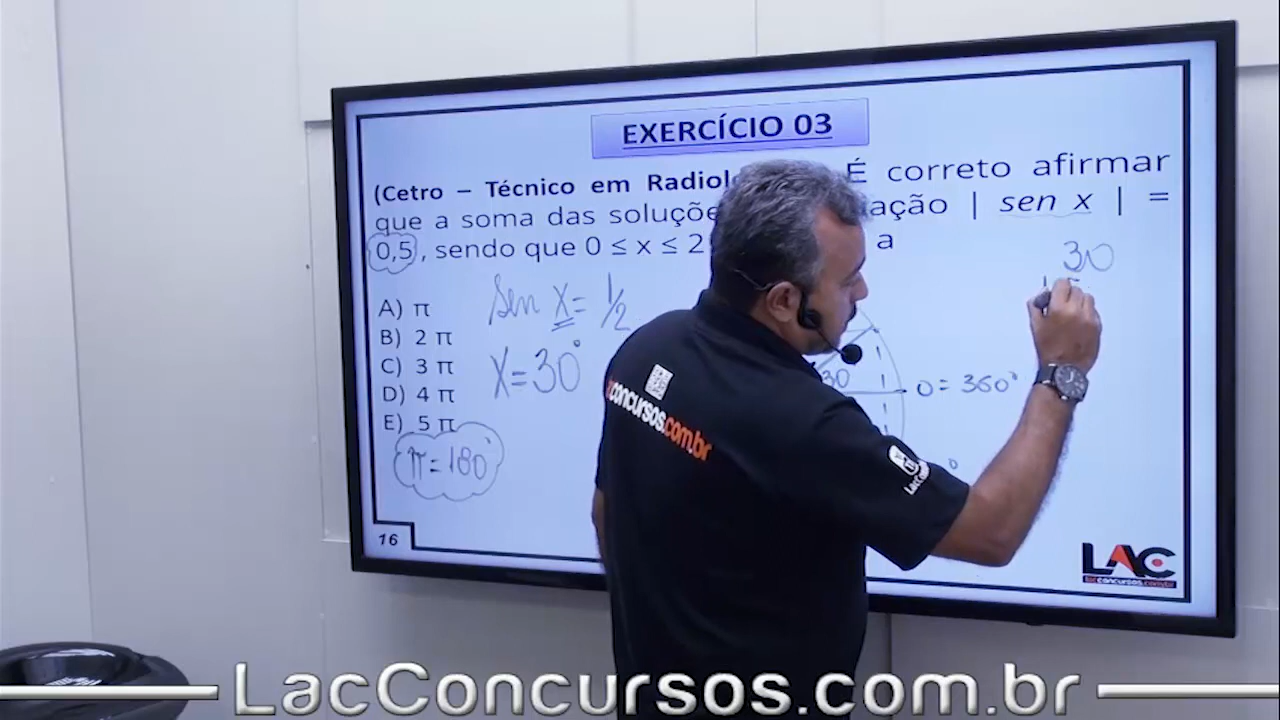 EXERCÍCIO 03
(Cetro – Técnico em Radiol É correto afirmar
que a soma das soluçõe ação | sen x | =
0,5 , sendo que 0 ≤ x ≤ 2 a
A) π
B) 2 π
C) 3 π
D) 4 π
E) 5 π
π = 180°
Sen x = 1/2
x = 30°
30
0 = 360°
30
16
concursos.com.br
LAC
lacconcursos.com.br
LacConcursos.com.br